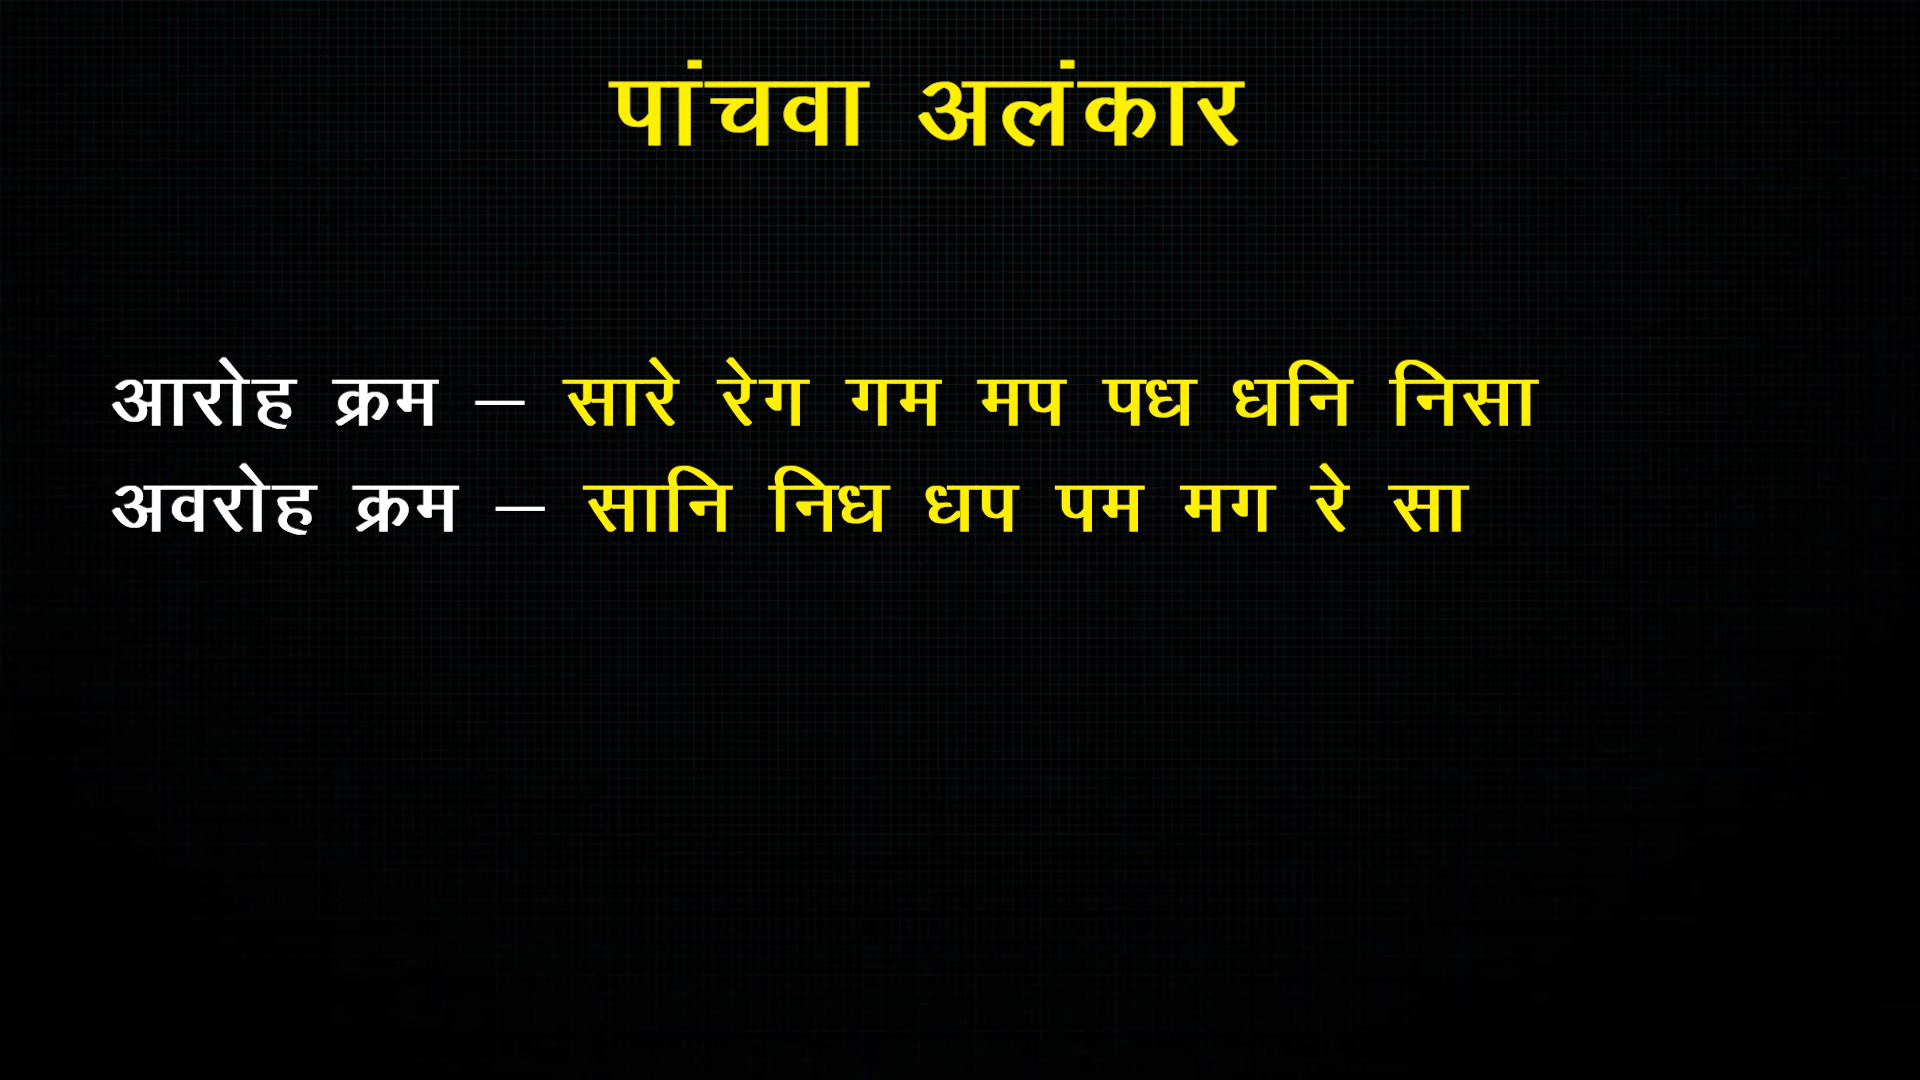 पांचवा अलंकार
आरोह क्रम – सारे रेग गम मप पध धनि निसा
अवरोह क्रम – सानि निध धप पम मग रे सा